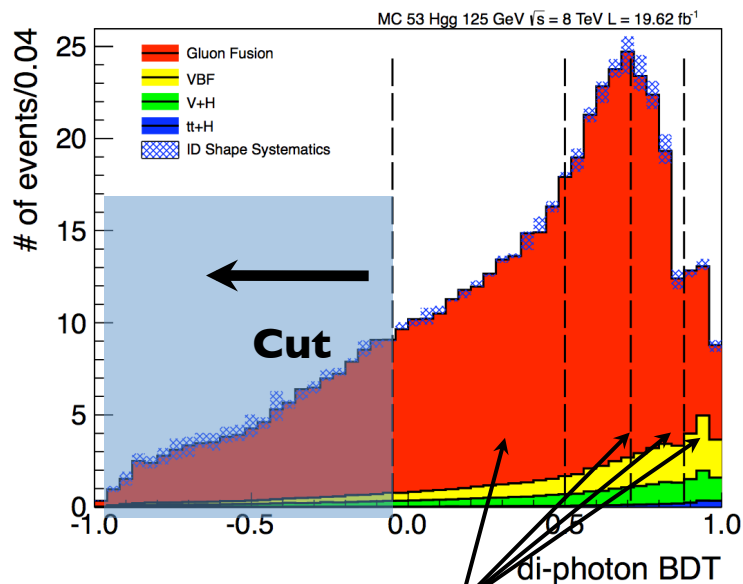 MC 53 Hgg 125 GeV √s = 8 TeV L = 19.62 fb⁻¹
# of events/0.04
25
20
15
10
5
0
Gluon Fusion
VBF
V+H
tt+H
ID Shape Systematics
Cut
-1.0 -0.5 0.0 0.5 1.0
di-photon BDT